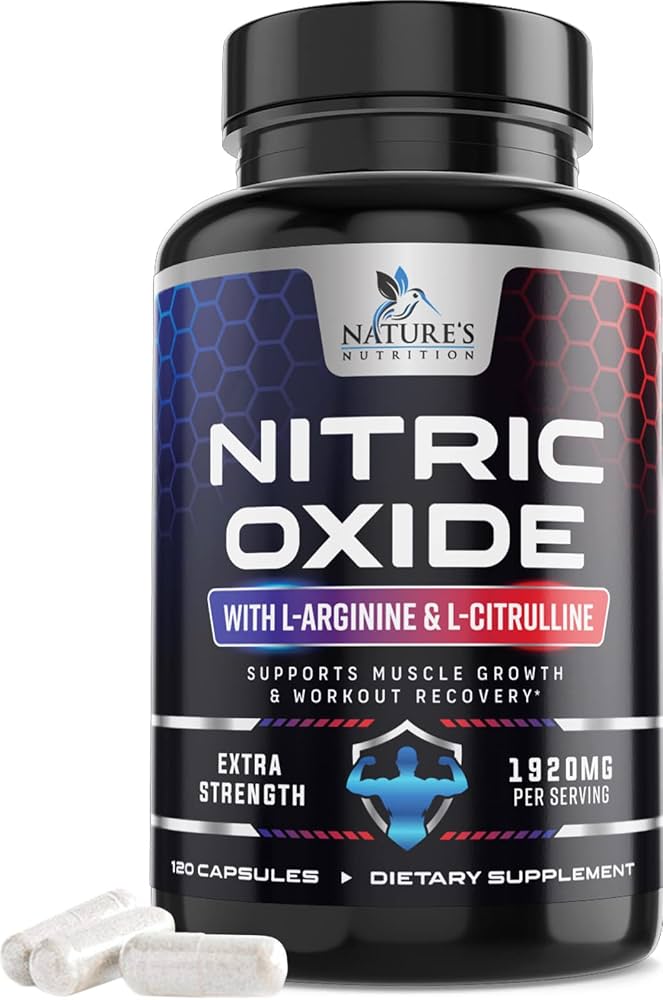 NATURE'S
NUTRITION
NITRIC
OXIDE
WITH L-ARGININE & L-CITRULLINE
SUPPORTS MUSCLE GROWTH
& WORKOUT RECOVERY*
EXTRA
STRENGTH
1920MG
PER SERVING
120 CAPSULES ▶ DIETARY SUPPLEMENT